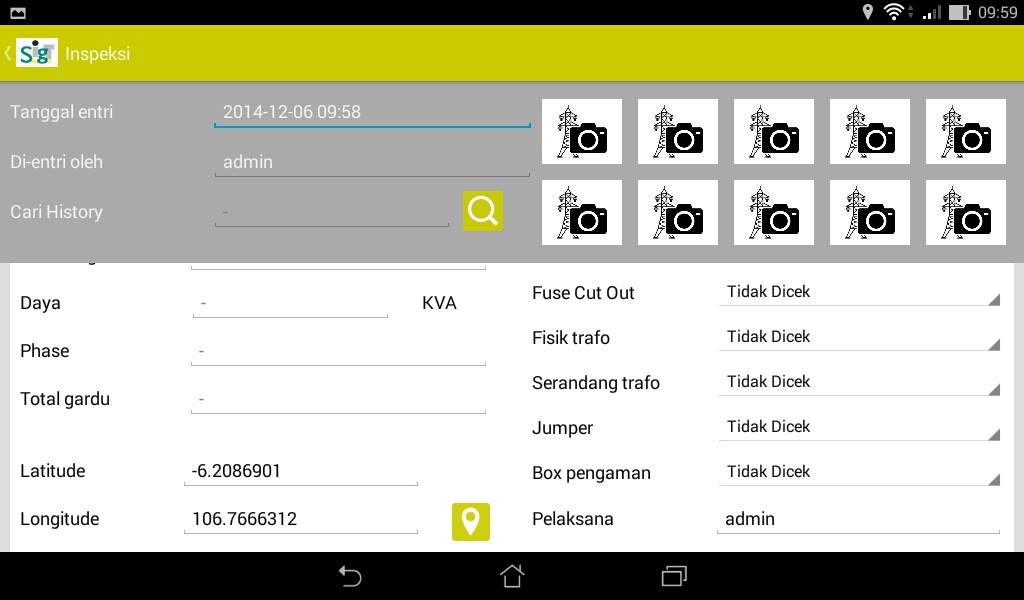 09:59
SigT Inspeksi
Tanggal entri 2014-12-06 09:58
Di-entri oleh admin
Cari History -
Daya - KVA
Phase -
Total gardu -
Latitude -6.2086901
Longitude 106.7666312
Fuse Cut Out Tidak Dicek
Fisik trafo Tidak Dicek
Serandang trafo Tidak Dicek
Jumper Tidak Dicek
Box pengaman Tidak Dicek
Pelaksana admin